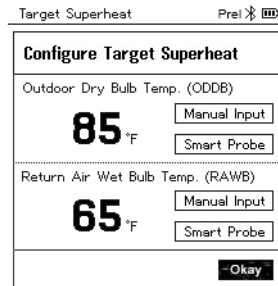 Target Superheat Prel
Configure Target Superheat
Outdoor Dry Bulb Temp. (ODDB)
85 °F
Manual Input
Smart Probe
Return Air Wet Bulb Temp. (RAWB)
65 °F
Manual Input
Smart Probe
Okay